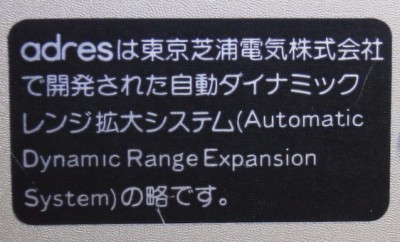 adresは東京芝浦電気株式会社
で開発された自動ダイナミック
レンジ拡大システム(Automatic
Dynamic Range Expansion
System)の略です。